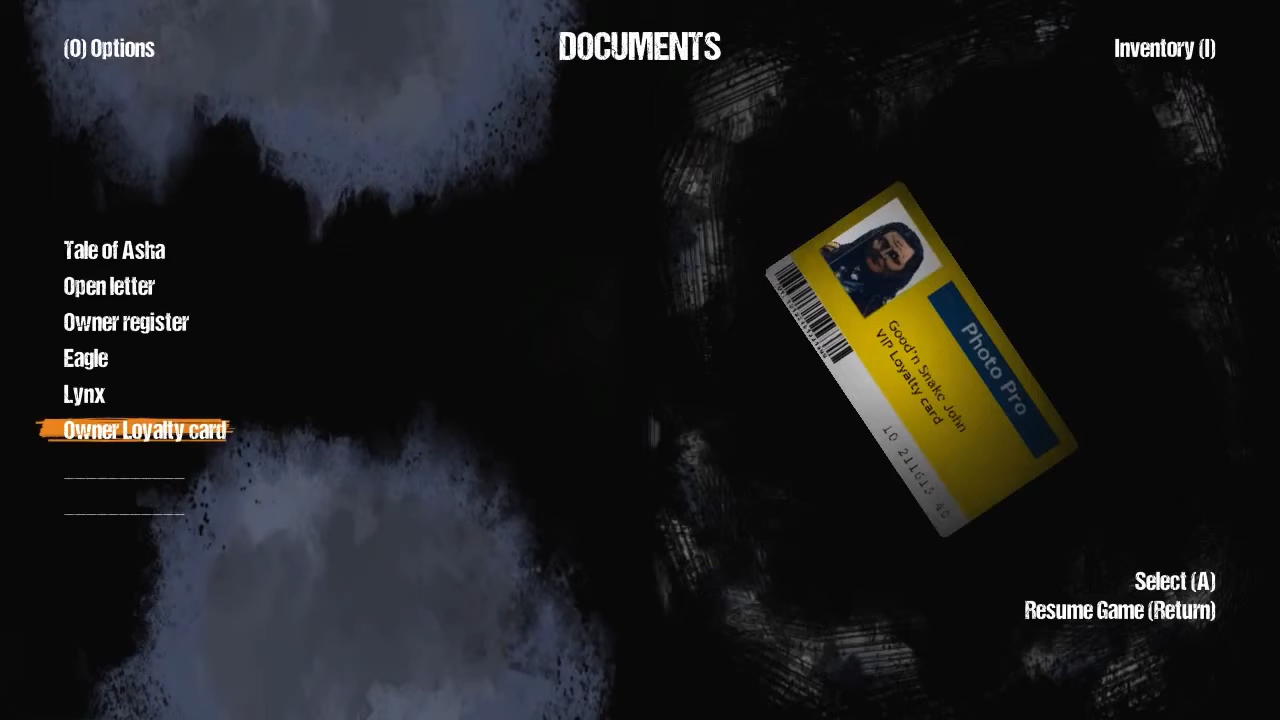 (O) Options
DOCUMENTS
Inventory (I)
Tale of Asha
Open letter
Owner register
Eagle
Lynx
Owner Loyalty card
Photo Pro
Good'n Snake John
VIP Loyalty card
Select (A)
Resume Game (Return)